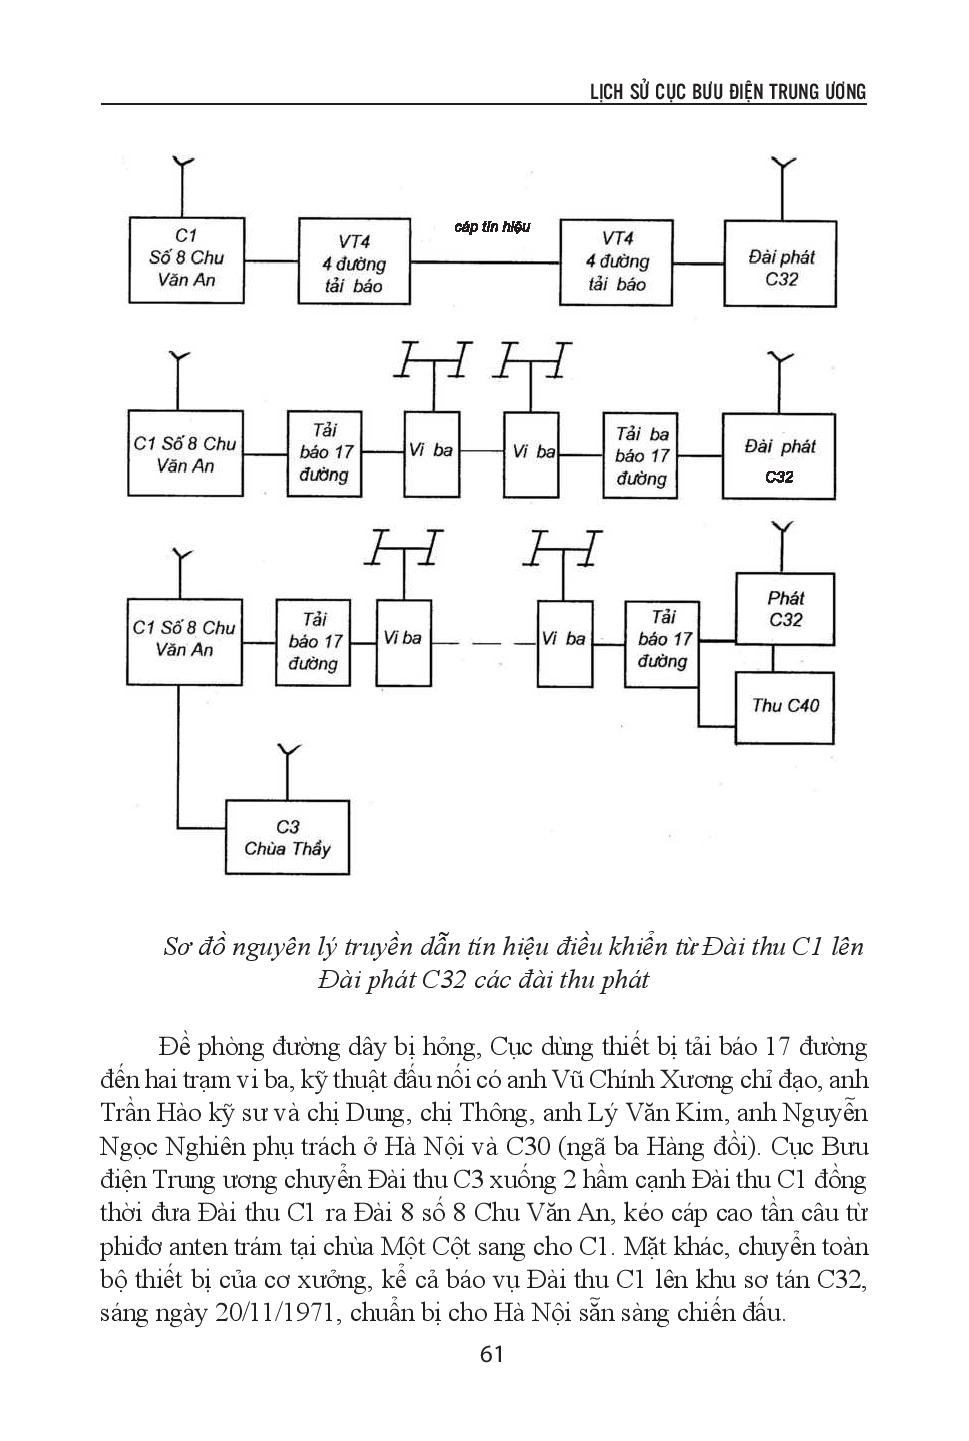 LỊCH SỬ CỤC BƯU ĐIỆN TRUNG ƯƠNG
C1
Số 8 Chu
Văn An
VT4
4 đường
tải báo
cáp tín hiệu
VT4
4 đường
tải báo
Đài phát
C32
C1 Số 8 Chu
Văn An
Tải
báo 17
đường
Vi ba
Vi ba
Tải ba
báo 17
đường
Đài phát
C32
C1 Số 8 Chu
Văn An
Tải
báo 17
đường
Vi ba
Vi ba
Tải
báo 17
đường
Phát
C32
Thu C40
C3
Chùa Thầy
Sơ đồ nguyên lý truyền dẫn tín hiệu điều khiển từ Đài thu C1 lên
Đài phát C32 các đài thu phát
Đề phòng đường dây bị hỏng, Cục dùng thiết bị tải báo 17 đường
đến hai trạm vi ba, kỹ thuật đấu nối có anh Vũ Chính Xương chỉ đạo, anh
Trần Hào kỹ sư và chị Dung, chị Thông, anh Lý Văn Kim, anh Nguyễn
Ngọc Nghiên phụ trách ở Hà Nội và C30 (ngã ba Hàng đồi). Cục Bưu
điện Trung ương chuyển Đài thu C3 xuống 2 hầm cạnh Đài thu C1 đồng
thời đưa Đài thu C1 ra Đài 8 số 8 Chu Văn An, kéo cáp cao tần câu từ
phiđơ anten trám tại chùa Một Cột sang cho C1. Mặt khác, chuyển toàn
bộ thiết bị của cơ xưởng, kể cả báo vụ Đài thu C1 lên khu sơ tán C32,
sáng ngày 20/11/1971, chuẩn bị cho Hà Nội sẵn sàng chiến đấu.
61